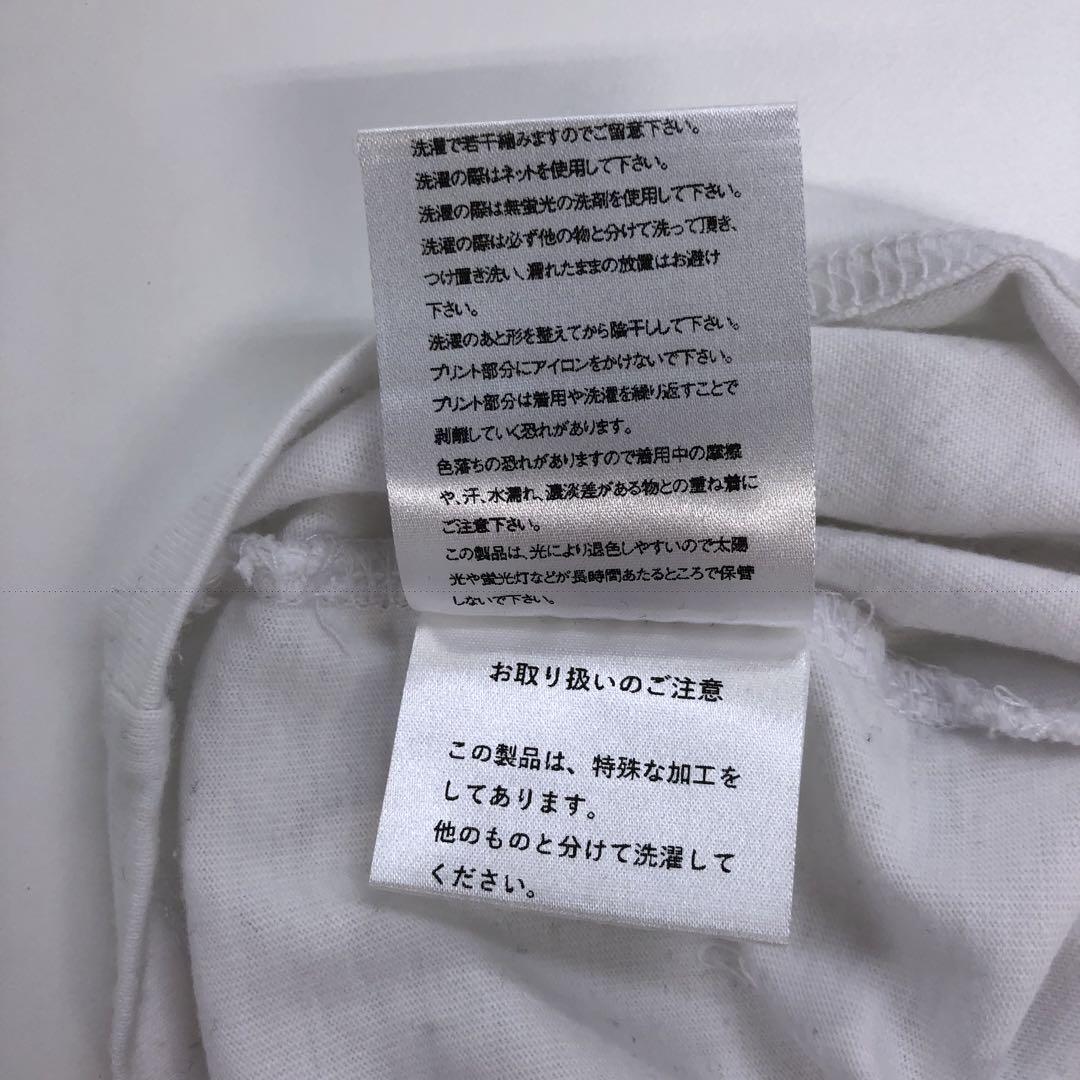 洗濯で若干縮みますのでご留意下さい。
洗濯の際はネットを使用して下さい。
洗濯の際は無蛍光の洗剤を使用して下さい。
洗濯の際は必ず他の物と分けて洗って頂き、
つけ置き洗い、濡れたままの放置はお避け
下さい。
洗濯のあと形を整えてから陰干しして下さい。
プリント部分にアイロンをかけないで下さい。
プリント部分は着用や洗濯を繰り返すことで
剥離していく恐れがあります。
色落ちの恐れがありますので着用中の摩擦
や、汗、水濡れ、濃淡差がある物との重ね着に
ご注意下さい。
この製品は、光により退色しやすいので太陽
光や蛍光灯などが長時間あたるところで保管
しないで下さい。
お取り扱いのご注意
この製品は、特殊な加工を
してあります。
他のものと分けて洗濯して
ください。